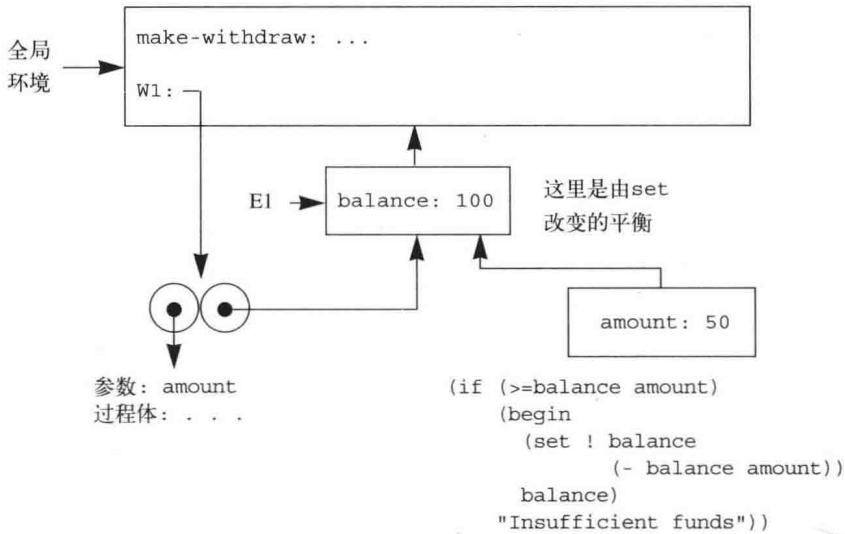 make-withdraw: ...
全局
环境
W1:
E1
balance: 100
这里是由set
改变的平衡
amount: 50
参数: amount
过程体: . . .
(if (>=balance amount)
(begin
(set ! balance
(- balance amount))
balance)
"Insufficient funds"))